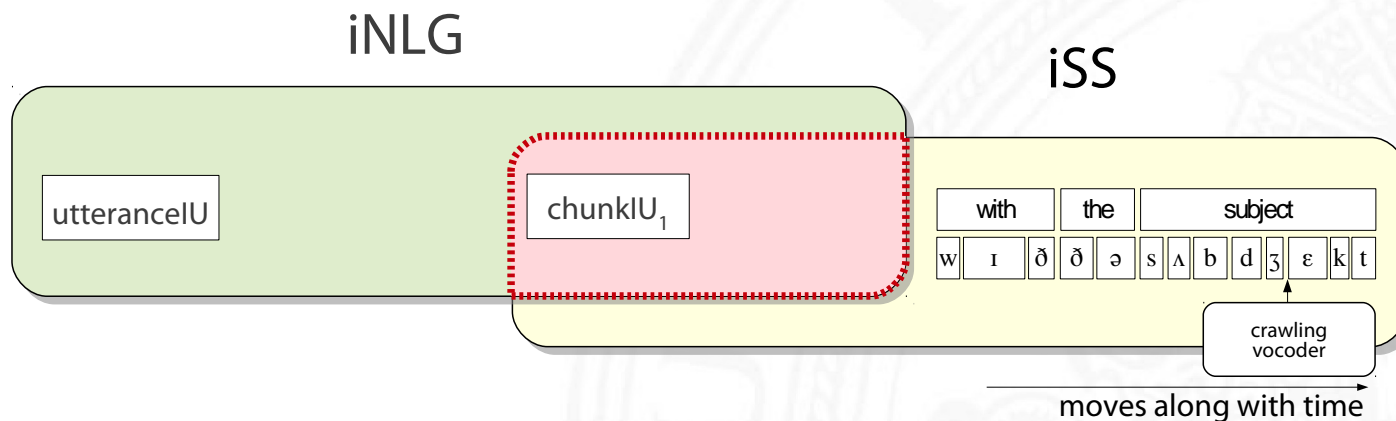 iNLG
iSS
utteranceIU
chunkIU₁
with the subject
w ɪ ð ð ə s ʌ b d ʒ ɛ k t
crawling
vocoder
moves along with time